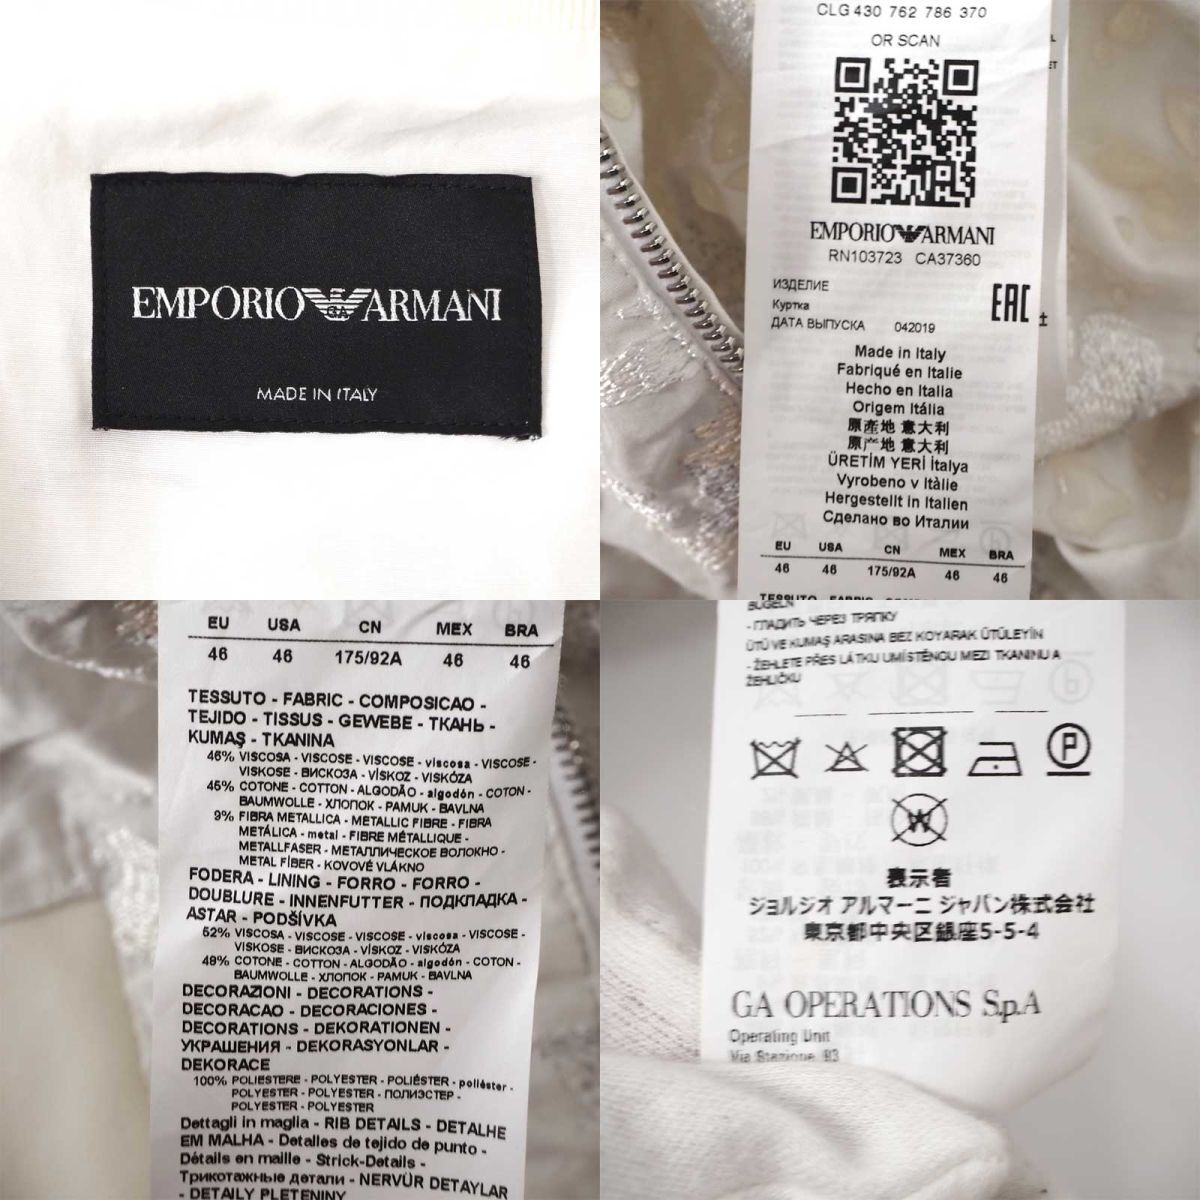 EMPORIO ARMANI
MADE IN ITALY
CLG 430 762 786 370
OR SCAN
EMPORIO ARMANI
RN103723 CA37360
ИЗДЕЛИЕ
Куртка
ДАТА ВЫПУСКА 042019
EAC
Made in Italy
Fabriqué en Italie
Hecho en Italia
Origem Itália
原產地 意大利
原产地 意大利
ÜRETİM YERİ İtalya
Vyrobeno v Itàlie
Hergestellt in Italien
Сделано во Италии
EU USA CN MEX BRA
46 46 175/92A 46 46
EU USA CN MEX BRA
46 46 175/92A 46 46
TESSUTO - FABRIC - COMPOSICAO -
TEJIDO - TISSUS - GEWEBE - ТКАНЬ -
KUMAŞ - TKANINA
46% VISCOSA - VISCOSE - VISCOSE - viscosa - VISCOSE -
VISKOSE - ВИСКОЗА - VİSKOZ - VISKÓZA
45% COTONE - COTTON - ALGODÃO - algodón - COTON -
BAUMWOLLE - ХЛОПОК - PAMUK - BAVLNA
9% FIBRA METALLICA - METALLIC FIBRE - FIBRA
METÁLICA - metal - FIBRE MÉTALLIQUE -
METALLFASER - МЕТАЛЛИЧЕСКОЕ ВОЛОКНО -
METAL FİBER - KOVOVÉ VLÁKNO
FODERA - LINING - FORRO - FORRO -
DOUBLURE - INNENFUTTER - ПОДКЛАДКА -
ASTAR - PODŠÍVKA
52% VISCOSA - VISCOSE - VISCOSE - viscosa - VISCOSE -
VISKOSE - ВИСКОЗА - VİSKOZ - VISKÓZA
48% COTONE - COTTON - ALGODÃO - algodón - COTON -
BAUMWOLLE - ХЛОПОК - PAMUK - BAVLNA
DECORAZIONI - DECORATIONS -
DECORACAO - DECORACIONES -
DECORATIONS - DEKORATIONEN -
УКРАШЕНИЯ - DEKORASYONLAR -
DEKORACE
100% POLIESTERE - POLYESTER - POLIÉSTER - poliéster -
POLYESTER - POLYESTER - ПОЛИЭСТЕР -
POLYESTER - POLYESTER
Dettagli in maglia - RIB DETAILS - DETALHE
EM MALHA - Detalles de tejido de punto -
Détails en maille - Strick-Details -
Трикотажные детали - NERVÜR DETAYLAR
- DETAILY PLETENINY
BÜGELN
- ГЛАДИТЬ ЧЕРЕЗ ТРЯПКУ
ÜTÜ VE KUMAŞ ARASINA BEZ KOYARAK ÜTÜLEYİN
- ŽEHLETE PŘES LÁTKU UMÍSTĚNOU MEZI TKANINU A
ŽEHLIČKU
P
W
表示者
ジョルジオ アルマーニ ジャパン株式会社
東京都中央区銀座5-5-4
GA OPERATIONS S.p.A
Operating Unit
Via Stazione, 93